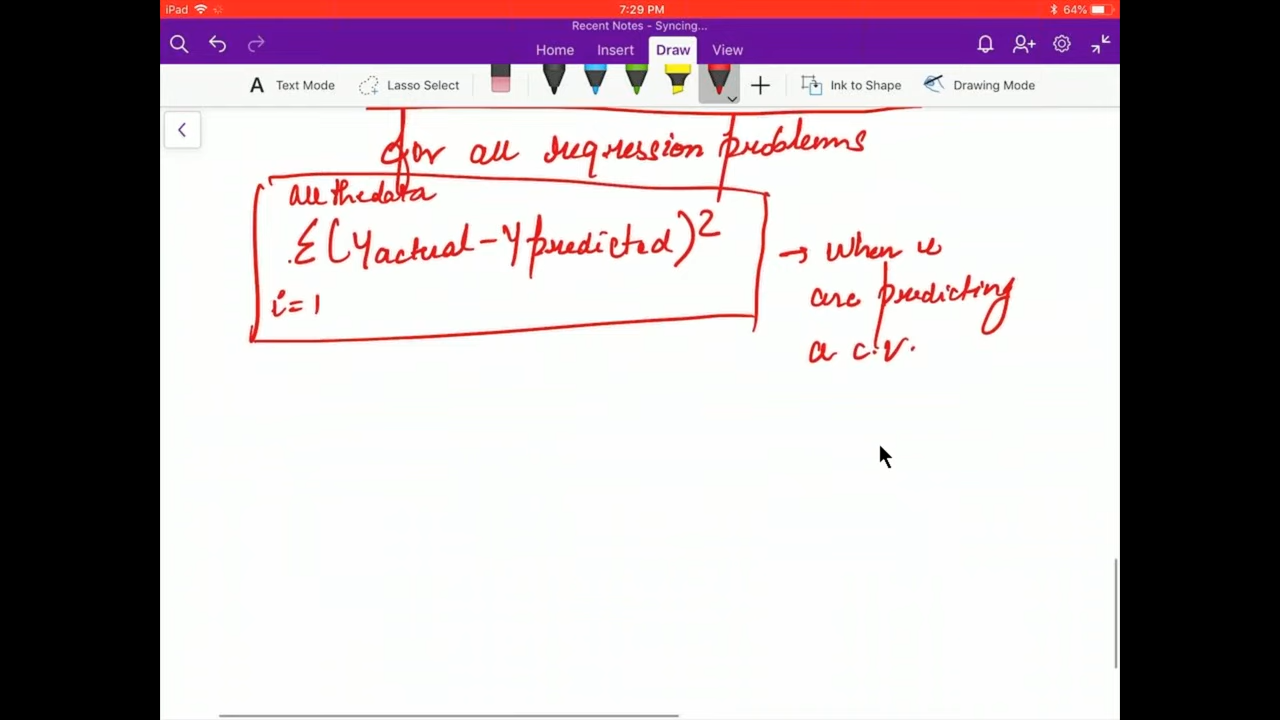 iPad 7:29 PM 64%
Recent Notes - Syncing...
Home Insert Draw View
A Text Mode Lasso Select Ink to Shape Drawing Mode
for all regression problems
all the data
Σ(Yactual-Ypredicted)²
i=1
→ When u
are predicting
a c.v.